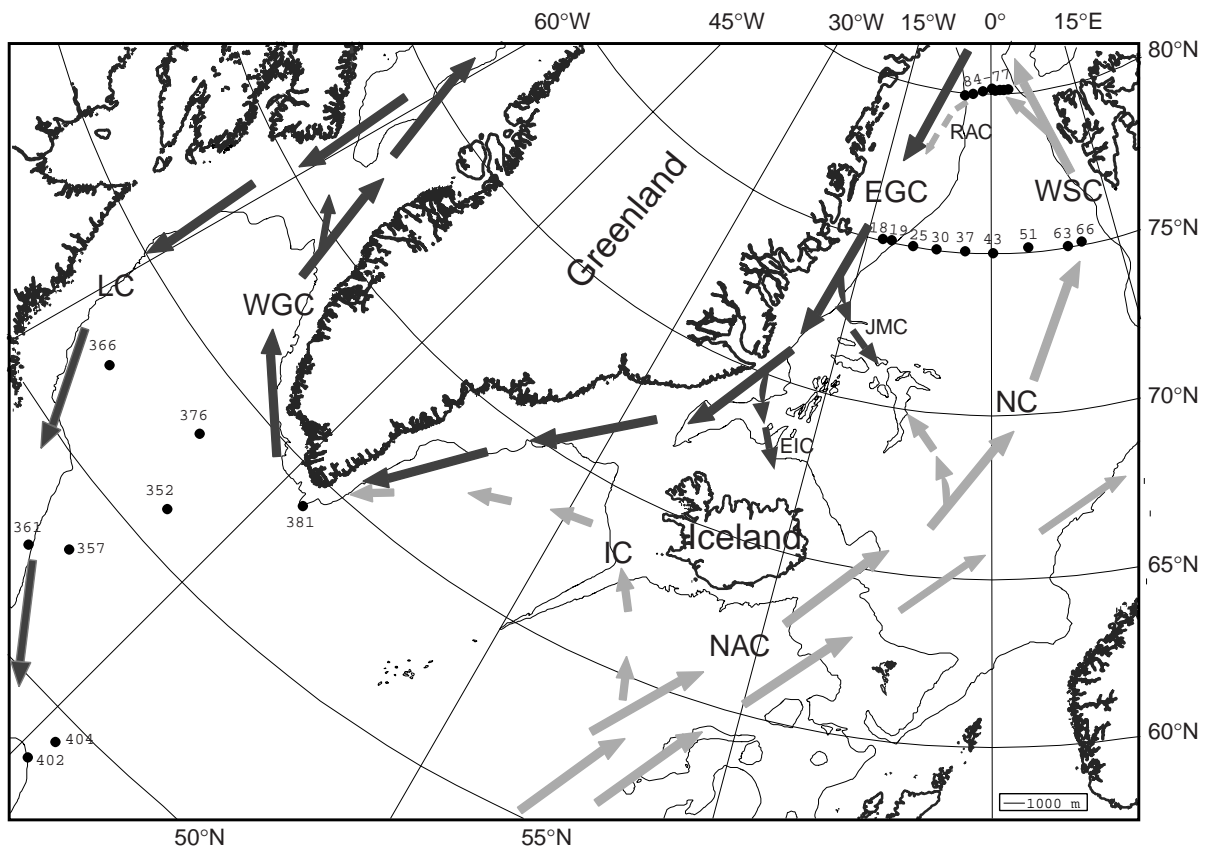 60°W 45°W 30°W 15°W 0° 15°E
80°N
84-77
RAC
EGC WSC
Greenland
75°N
18 19 25 30 37 43 51 63 66
LC
WGC
JMC
366
NC
70°N
376
EIC
352
381
361
Iceland
357
IC
65°N
NAC
404
402
60°N
1000 m
50°N 55°N